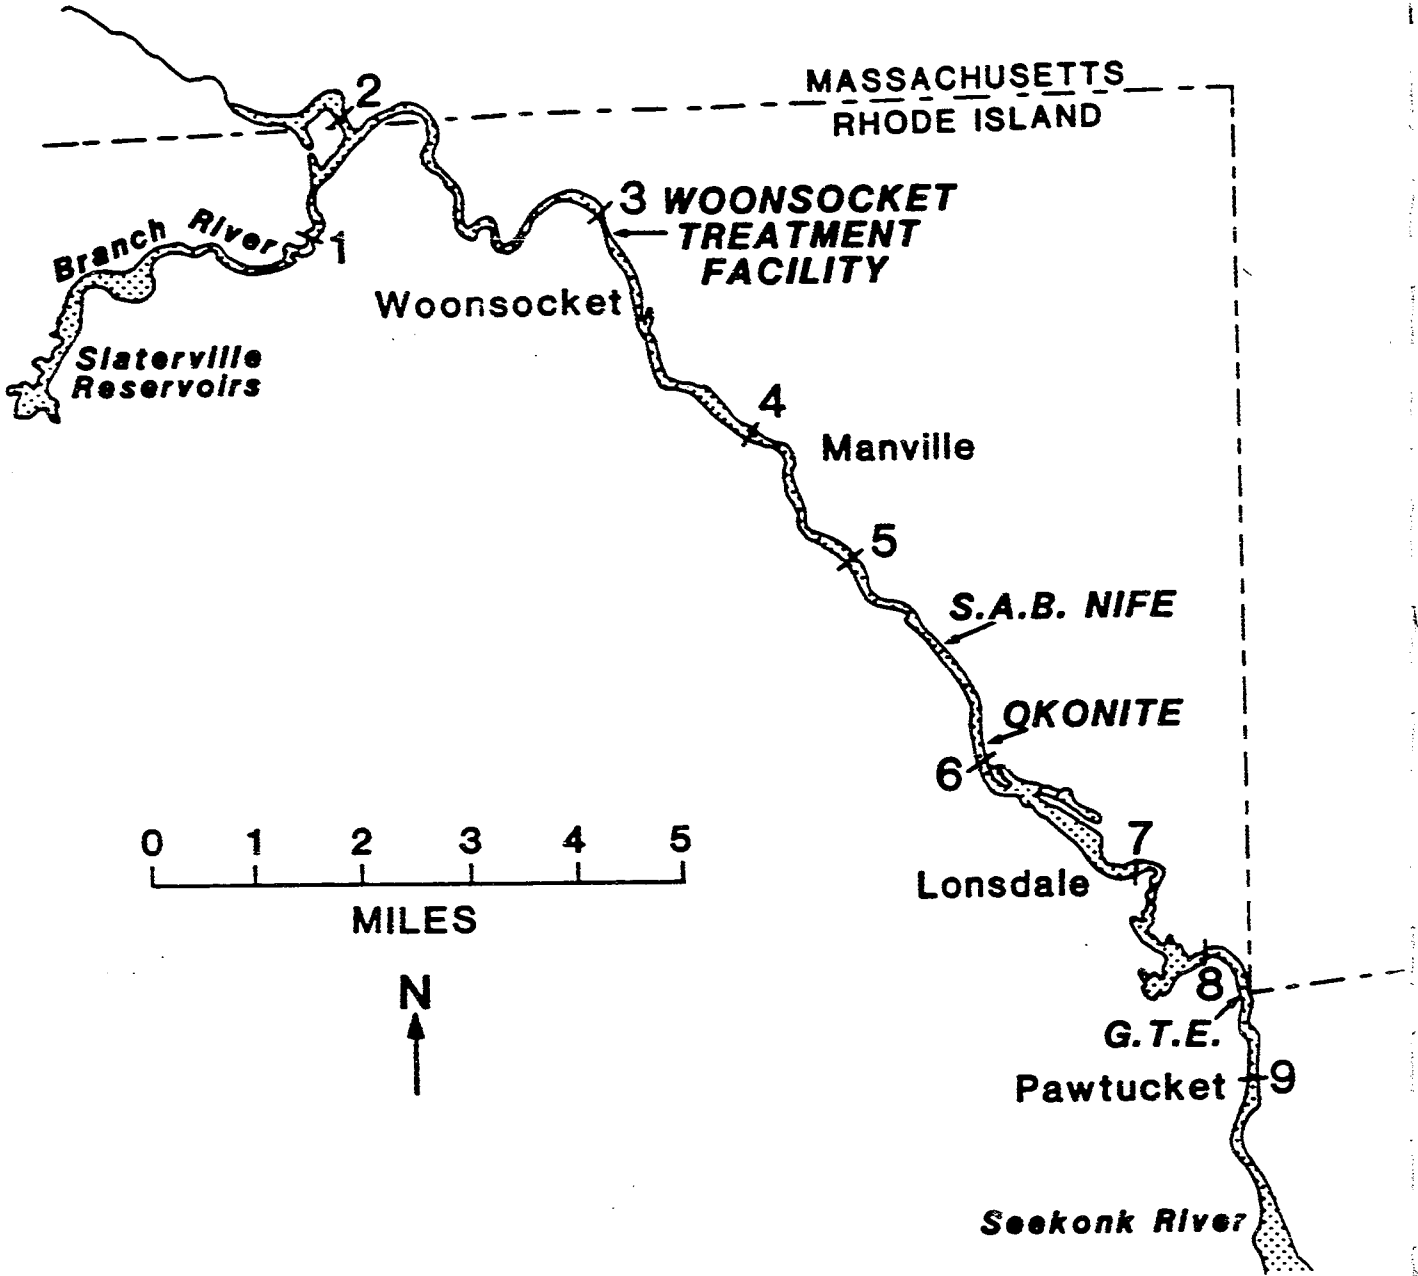 MASSACHUSETTS
RHODE ISLAND
2
3 WOONSOCKET
TREATMENT
FACILITY
Branch River
1
Woonsocket
Slaterville
Reservoirs
4
Manville
5
S.A.B. NIFE
OKONITE
6
0 1 2 3 4 5
MILES
7
Lonsdale
N
8
G.T.E.
Pawtucket 9
Seekonk River